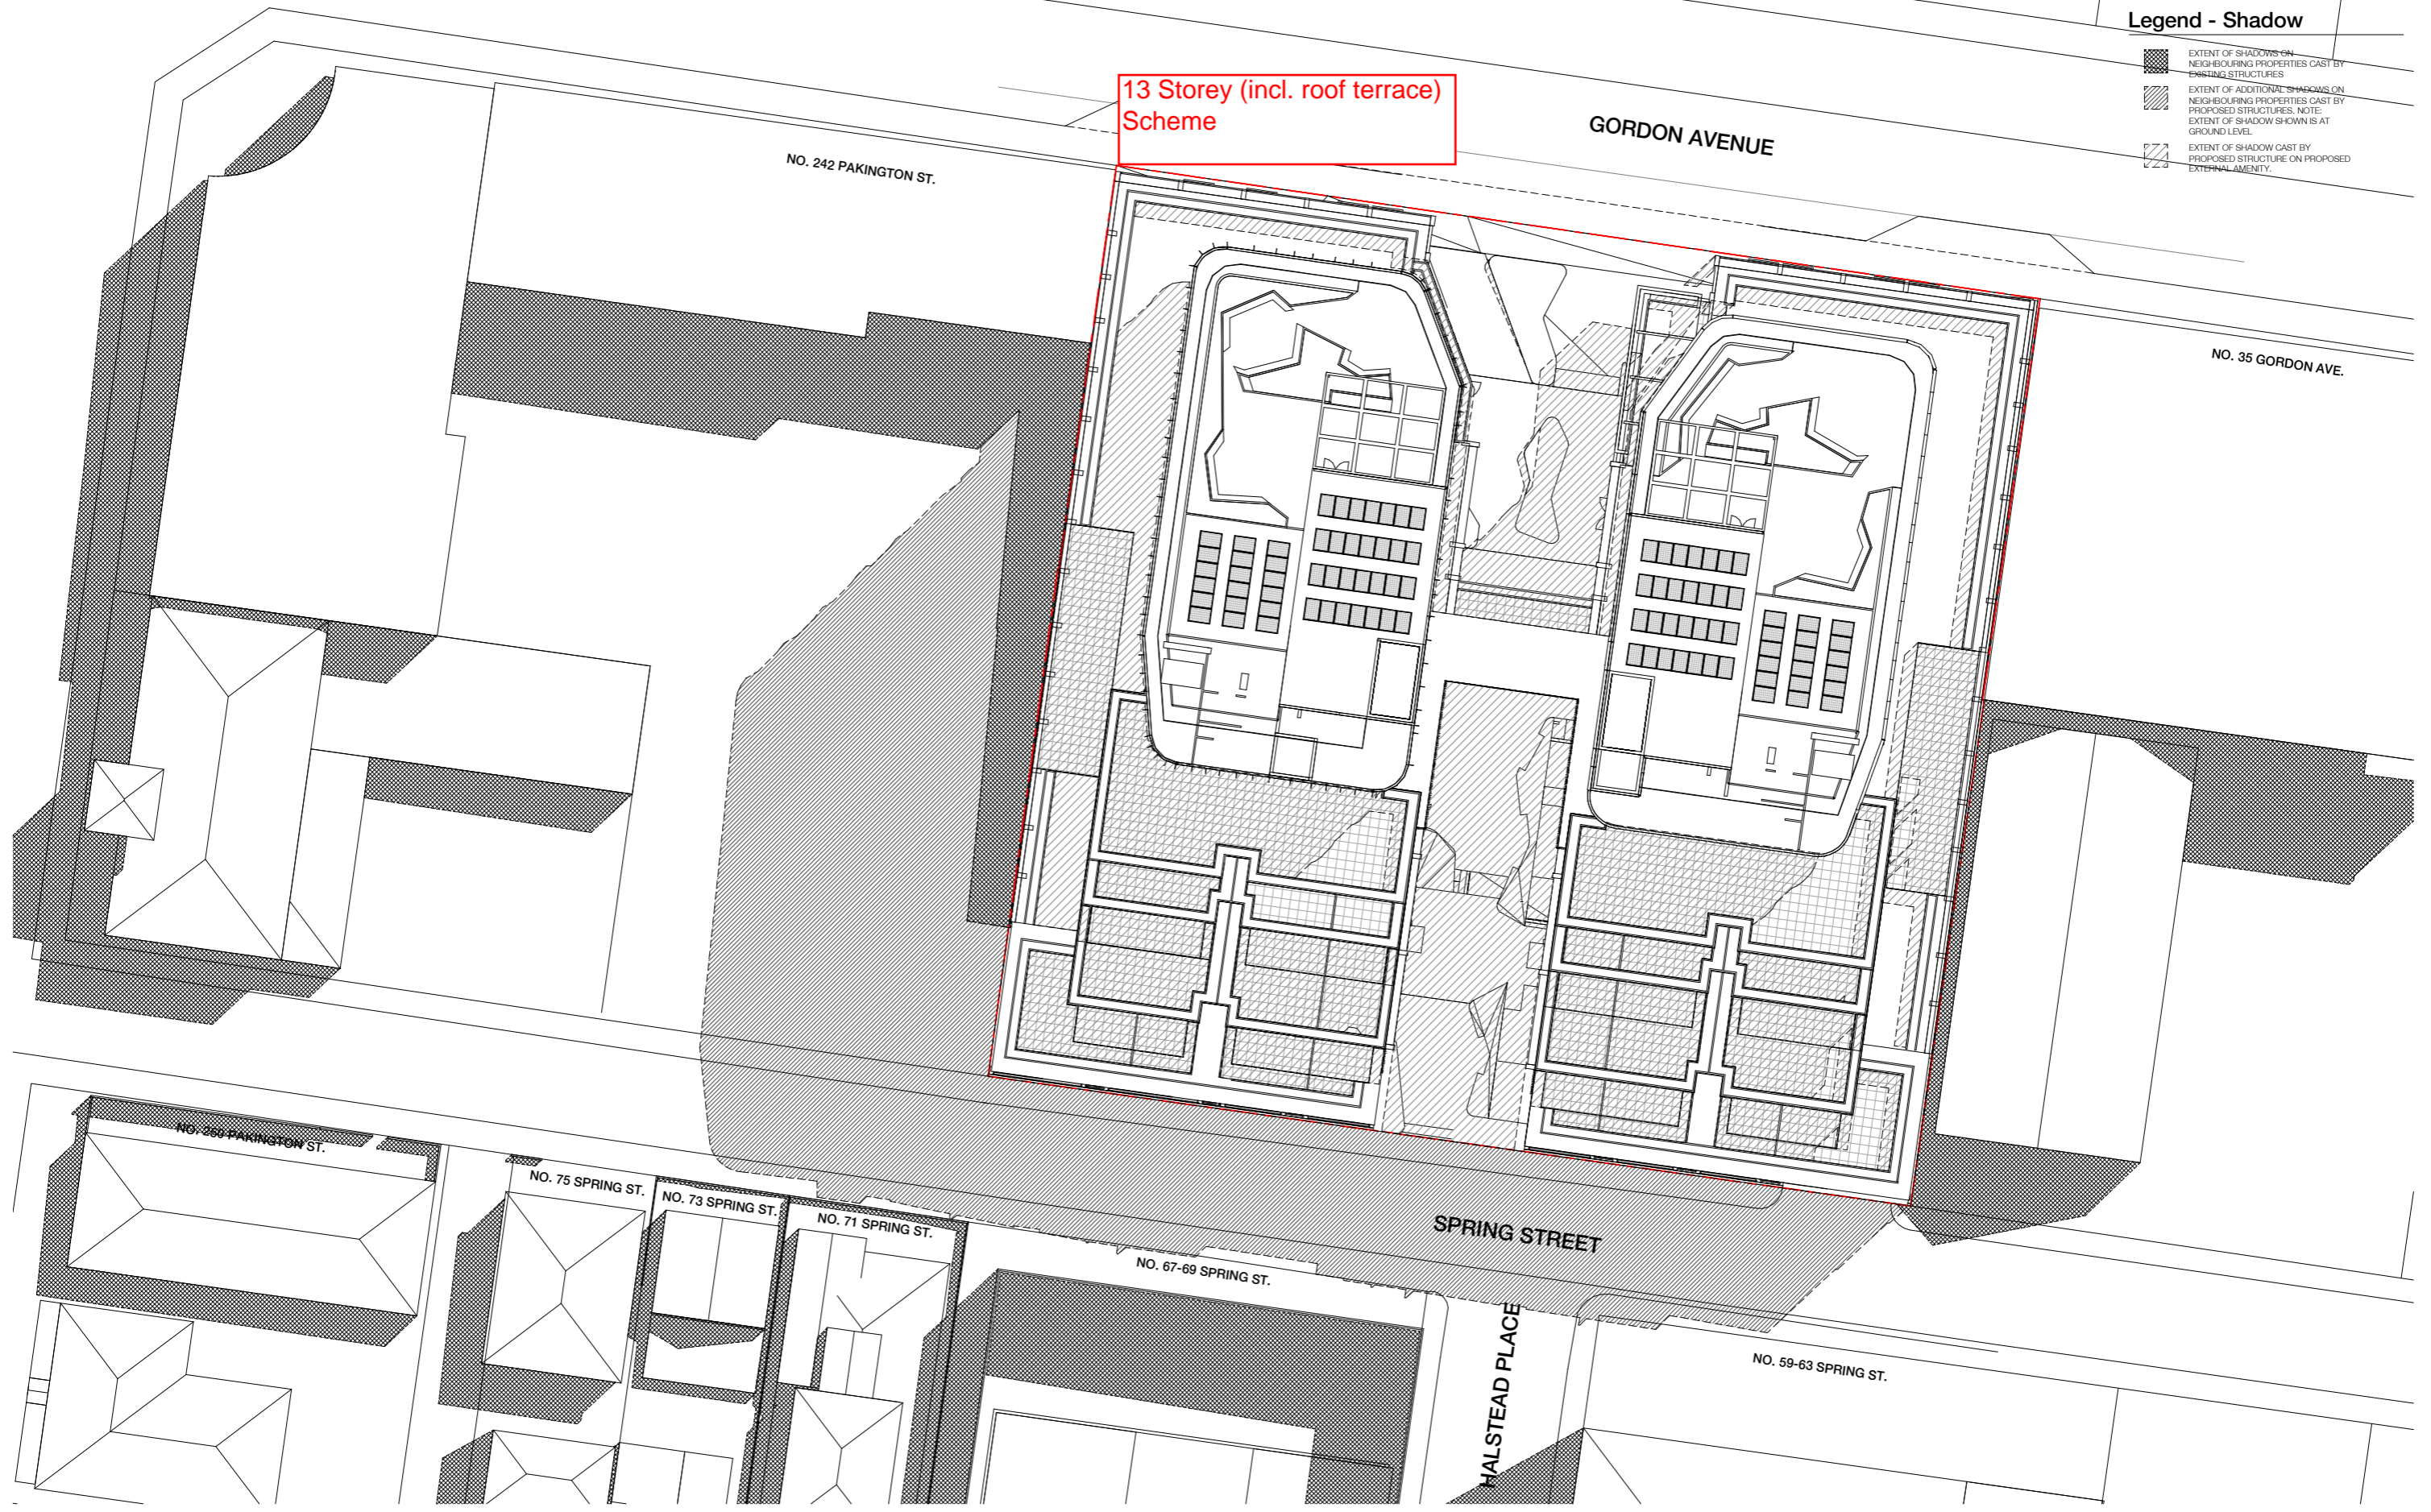 Legend - Shadow
EXTENT OF SHADOWS ON
NEIGHBOURING PROPERTIES CAST BY
EXISTING STRUCTURES
EXTENT OF ADDITIONAL SHADOWS ON
NEIGHBOURING PROPERTIES CAST BY
PROPOSED STRUCTURES. NOTE:
EXTENT OF SHADOW SHOWN IS AT
GROUND LEVEL
EXTENT OF SHADOW CAST BY
PROPOSED STRUCTURE ON PROPOSED
EXTERNAL AMENITY.
13 Storey (incl. roof terrace)
Scheme
GORDON AVENUE
NO. 242 PAKINGTON ST.
NO. 35 GORDON AVE.
NO. 250 PAKINGTON ST.
NO. 75 SPRING ST.
NO. 73 SPRING ST.
NO. 71 SPRING ST.
SPRING STREET
NO. 67-69 SPRING ST.
HALSTEAD PLACE
NO. 59-63 SPRING ST.